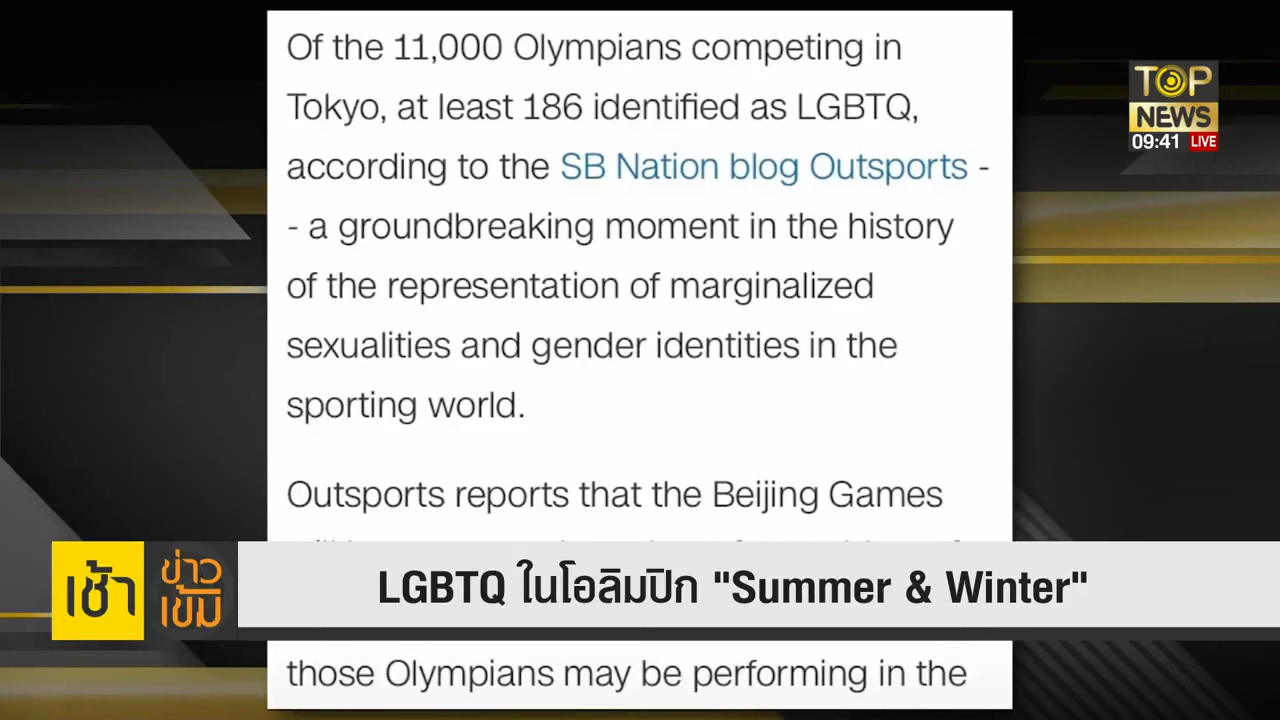 Of the 11,000 Olympians competing in
Tokyo, at least 186 identified as LGBTQ,
according to the SB Nation blog Outsports -
- a groundbreaking moment in the history
of the representation of marginalized
sexualities and gender identities in the
sporting world.
Outsports reports that the Beijing Games
those Olympians may be performing in the
TOP
NEWS
09:41 LIVE
เช้า
ข่าว
เข้ม
LGBTQ ในโอลิมปิก "Summer & Winter"